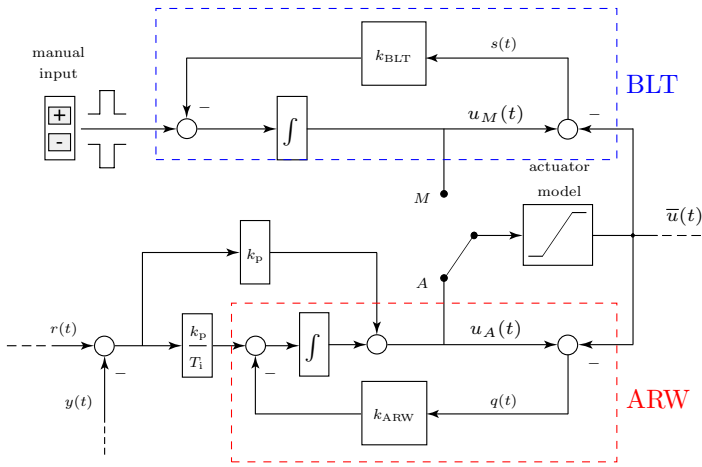 manual
input
+
-
k_BLT
s(t)
BLT
−
−
∫
u_M(t)
actuator
model
M
u̅(t)
k_p
A
r(t)
k_p
T_i
∫
u_A(t)
−
−
−
y(t)
k_ARW
q(t)
ARW